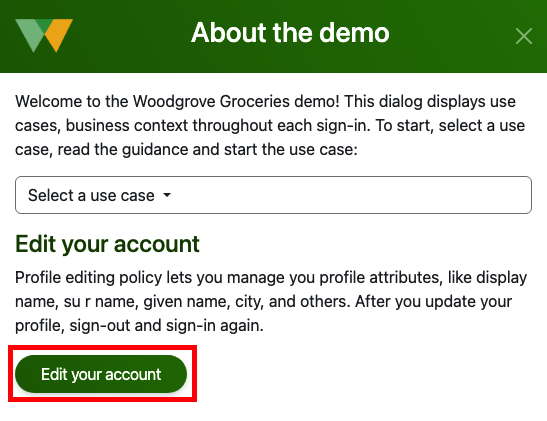 About the demo
Welcome to the Woodgrove Groceries demo! This dialog displays use
cases, business context throughout each sign-in. To start, select a use
case, read the guidance and start the use case:
Select a use case
Edit your account
Profile editing policy lets you manage you profile attributes, like display
name, su r name, given name, city, and others. After you update your
profile, sign-out and sign-in again.
Edit your account